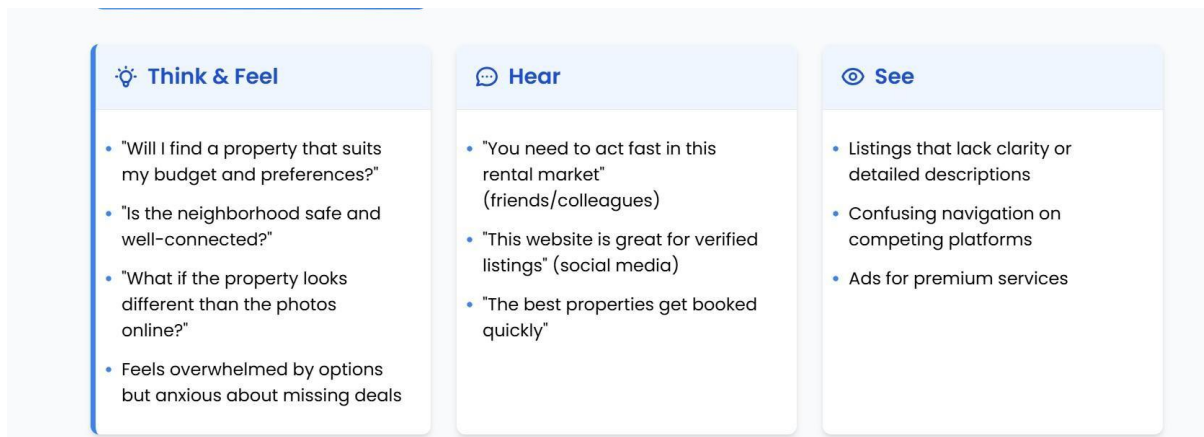 Think & Feel
"Will I find a property that suits
my budget and preferences?"
"Is the neighborhood safe and
well-connected?"
"What if the property looks
different than the photos
online?"
Feels overwhelmed by options
but anxious about missing deals
Hear
"You need to act fast in this
rental market"
(friends/colleagues)
"This website is great for verified
listings" (social media)
"The best properties get booked
quickly"
See
Listings that lack clarity or
detailed descriptions
Confusing navigation on
competing platforms
Ads for premium services